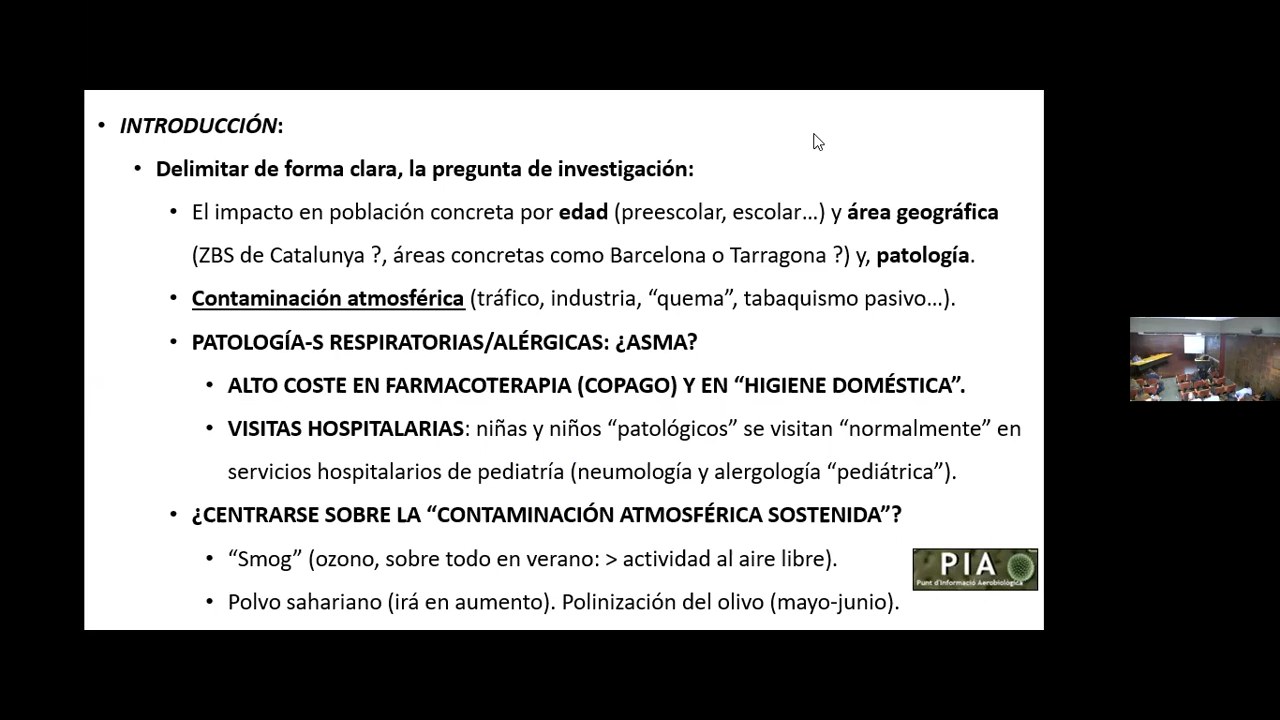 • INTRODUCCIÓN:
• Delimitar de forma clara, la pregunta de investigación:
• El impacto en población concreta por edad (preescolar, escolar…) y área geográfica
(ZBS de Catalunya ?, áreas concretas como Barcelona o Tarragona ?) y, patología.
• Contaminación atmosférica (tráfico, industria, “quema”, tabaquismo pasivo…).
• PATOLOGÍA-S RESPIRATORIAS/ALÉRGICAS: ¿ASMA?
• ALTO COSTE EN FARMACOTERAPIA (COPAGO) Y EN “HIGIENE DOMÉSTICA”.
• VISITAS HOSPITALARIAS: niñas y niños “patológicos” se visitan “normalmente” en
servicios hospitalarios de pediatría (neumología y alergología “pediátrica”).
• ¿CENTRARSE SOBRE LA “CONTAMINACIÓN ATMOSFÉRICA SOSTENIDA”?
• “Smog” (ozono, sobre todo en verano: > actividad al aire libre).
• Polvo sahariano (irá en aumento). Polinización del olivo (mayo-junio).
PIA
Punt d'Informació Aerobiològica